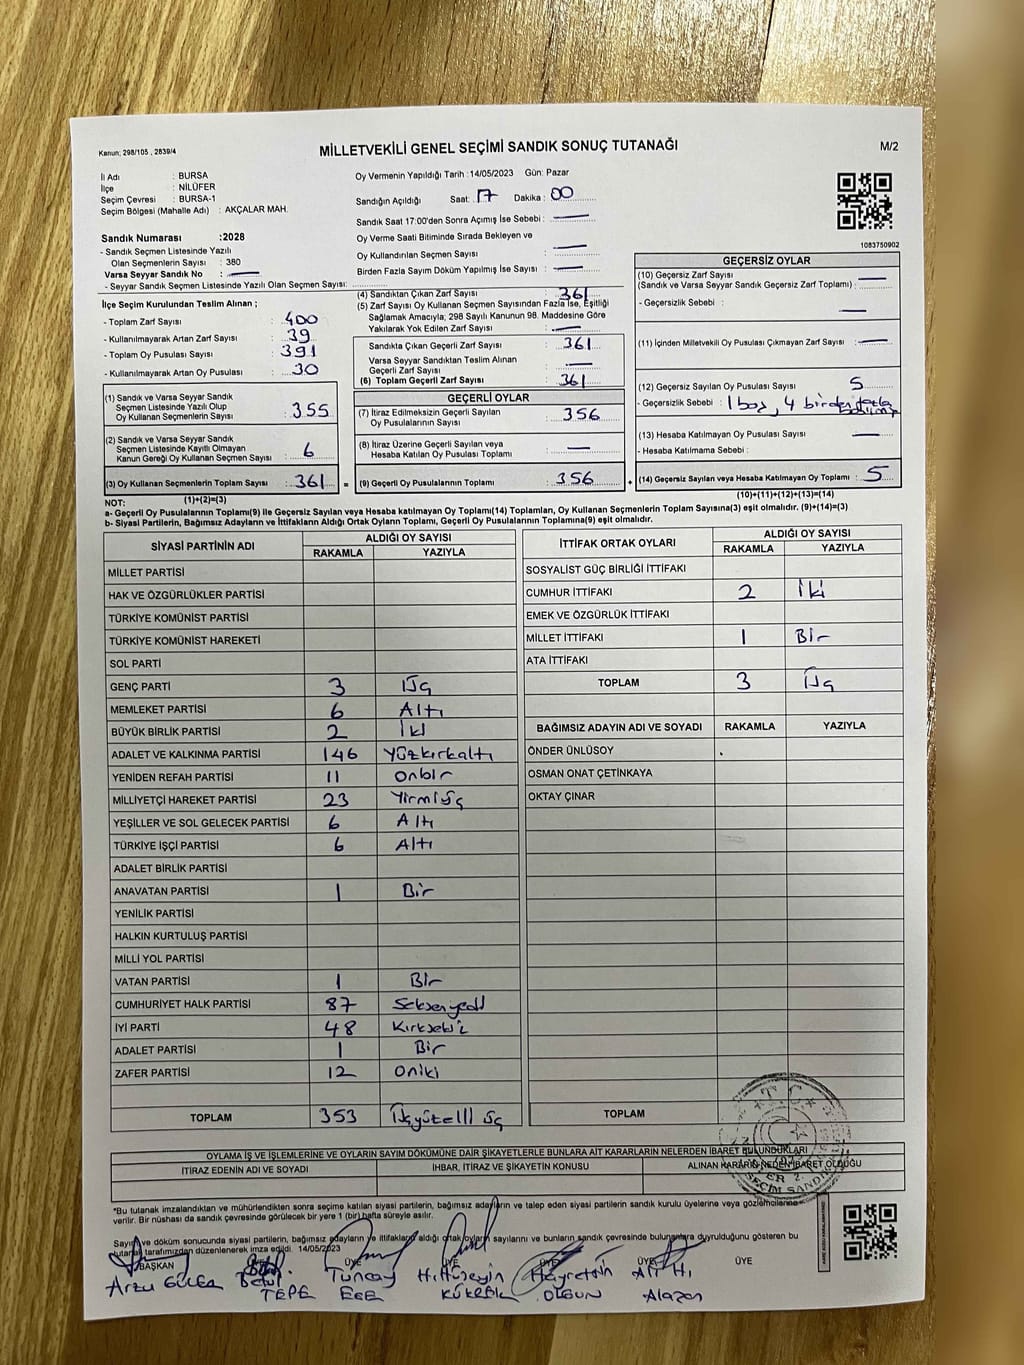 Kanun; 298/105 , 2839/4
MİLLETVEKİLİ GENEL SEÇİMİ SANDIK SONUÇ TUTANAĞI
M/2
İl Adı : BURSA
İlçe : NİLÜFER
Seçim Çevresi : BURSA-1
Seçim Bölgesi (Mahalle Adı) : AKÇALAR MAH.
Oy Vermenin Yapıldığı Tarih :14/05/2023 Gün: Pazar
Sandığın Açıldığı Saat: 17 Dakika: 00
Sandık Saat 17:00'den Sonra Açımış İse Sebebi : —
Oy Verme Saati Bitiminde Sırada Bekleyen ve
Oy Kullandırılan Seçmen Sayısı : —
Birden Fazla Sayım Döküm Yapılmış İse Sayısı : —
1083750902
Sandık Numarası :2028
- Sandık Seçmen Listesinde Yazılı
Olan Seçmenlerin Sayısı : 380
Varsa Seyyar Sandık No : —
- Seyyar Sandık Seçmen Listesinde Yazılı Olan Seçmen Sayısı:
İlçe Seçim Kurulundan Teslim Alınan ;
- Toplam Zarf Sayısı : 400
- Kullanılmayarak Artan Zarf Sayısı : 39
- Toplam Oy Pusulası Sayısı : 391
- Kullanılmayarak Artan Oy Pusulası : 30
(1) Sandık ve Varsa Seyyar Sandık
Seçmen Listesinde Yazılı Olup
Oy Kullanan Seçmenlerin Sayısı : 355
(2) Sandık ve Varsa Seyyar Sandık
Seçmen Listesinde Kayıtlı Olmayan
Kanun Gereği Oy Kullanan Seçmen Sayısı : 6
(3) Oy Kullanan Seçmenlerin Toplam Sayısı : 361
(4) Sandıktan Çıkan Zarf Sayısı : 361
(5) Zarf Sayısı Oy Kullanan Seçmen Sayısından Fazla İse, Eşitliği
Sağlamak Amacıyla; 298 Sayılı Kanunun 98. Maddesine Göre
Yakılarak Yok Edilen Zarf Sayısı : —
Sandıkta Çıkan Geçerli Zarf Sayısı : 361
Varsa Seyyar Sandıktan Teslim Alınan
Geçerli Zarf Sayısı : —
(6) Toplam Geçerli Zarf Sayısı : 361
GEÇERLİ OYLAR
(7) İtiraz Edilmeksizin Geçerli Sayılan
Oy Pusulalarının Sayısı : 356
(8) İtiraz Üzerine Geçerli Sayılan veya
Hesaba Katılan Oy Pusulası Toplamı : —
= (9) Geçerli Oy Pusulalarının Toplamı : 356
GEÇERSİZ OYLAR
(10) Geçersiz Zarf Sayısı —
(Sandık ve Varsa Seyyar Sandık Geçersiz Zarf Toplamı) :
- Geçersizlik Sebebi : —
(11) İçinden Milletvekili Oy Pusulası Çıkmayan Zarf Sayısı : —
(12) Geçersiz Sayılan Oy Pusulası Sayısı : 5
- Geçersizlik Sebebi : 1 boş, 4 birden fazla
(13) Hesaba Katılmayan Oy Pusulası Sayısı : —
- Hesaba Katılmama Sebebi :
+ (14) Geçersiz Sayılan veya Hesaba Katılmayan Oy Toplamı : 5
NOT: (1)+(2)=(3) (10)+(11)+(12)+(13)=(14)
a- Geçerli Oy Pusulalarının Toplamı(9) ile Geçersiz Sayılan veya Hesaba katılmayan Oy Toplamı(14) Toplamları, Oy Kullanan Seçmenlerin Toplam Sayısına(3) eşit olmalıdır. (9)+(14)=(3)
b- Siyasi Partilerin, Bağımsız Adayların ve İttifakların Aldığı Ortak Oyların Toplamı, Geçerli Oy Pusulalarının Toplamına(9) eşit olmalıdır.
SİYASİ PARTİNİN ADI ALDIĞI OY SAYISI
RAKAMLA YAZIYLA
MİLLET PARTİSİ
HAK VE ÖZGÜRLÜKLER PARTİSİ
TÜRKİYE KOMÜNİST PARTİSİ
TÜRKİYE KOMÜNİST HAREKETİ
SOL PARTİ
GENÇ PARTİ 3 Üç
MEMLEKET PARTİSİ 6 Altı
BÜYÜK BİRLİK PARTİSİ 2 İki
ADALET VE KALKINMA PARTİSİ 146 Yüzkırkaltı
YENİDEN REFAH PARTİSİ 11 Onbir
MİLLİYETÇİ HAREKET PARTİSİ 23 Yirmiüç
YEŞİLLER VE SOL GELECEK PARTİSİ 6 Altı
TÜRKİYE İŞÇİ PARTİSİ 6 Altı
ADALET BİRLİK PARTİSİ
ANAVATAN PARTİSİ 1 Bir
YENİLİK PARTİSİ
HALKIN KURTULUŞ PARTİSİ
MİLLİ YOL PARTİSİ
VATAN PARTİSİ 1 Bir
CUMHURİYET HALK PARTİSİ 87 Seksenyedi
İYİ PARTİ 48 Kırksekiz
ADALET PARTİSİ 1 Bir
ZAFER PARTİSİ 12 Oniki
TOPLAM 353 Üçyüzelli üç
İTTİFAK ORTAK OYLARI ALDIĞI OY SAYISI
RAKAMLA YAZIYLA
SOSYALİST GÜÇ BİRLİĞİ İTTİFAKI
CUMHUR İTTİFAKI 2 İki
EMEK VE ÖZGÜRLÜK İTTİFAKI
MİLLET İTTİFAKI 1 Bir
ATA İTTİFAKI
TOPLAM 3 Üç
BAĞIMSIZ ADAYIN ADI VE SOYADI RAKAMLA YAZIYLA
ÖNDER ÜNLÜSOY
OSMAN ONAT ÇETİNKAYA
OKTAY ÇINAR
TOPLAM
T.C.
OYLAMA İŞ VE İŞLEMLERİNE VE OYLARIN SAYIM DÖKÜMÜNE DAİR ŞİKAYETLERLE BUNLARA AİT KARARLARIN NELERDEN İBARET BULUNDUKLARI
İTİRAZ EDENİN ADI VE SOYADI İHBAR, İTİRAZ VE ŞİKAYETİN KONUSU ALINAN KARARIN NEDEN İBARET OLDUĞU
*Bu tutanak imzalandıktan ve mühürlendikten sonra seçime katılan siyasi partilerin, bağımsız adayların ve talep eden siyasi partilerin sandık kurulu üyelerine veya gözlemcilerine
verilir. Bir nüshası da sandık çevresinde görülecek bir yere 1 (bir) hafta süreyle asılır.
Sayım ve döküm sonucunda siyasi partilerin, bağımsız adayların ve ittifakların aldığı ortak oyların sayılarını ve bunların sandık çevresinde bulunanlara duyrulduğunu gösteren bu
tutanak tarafımızdan düzenlenerek imza edildi. 14/05/2023
BAŞKAN ÜYE ÜYE ÜYE ÜYE ÜYE
Arzu GÜLER Betül Tuncay H.Hüseyin Hayrettin Ali H.
TEPE EGE OLGUN Alazan